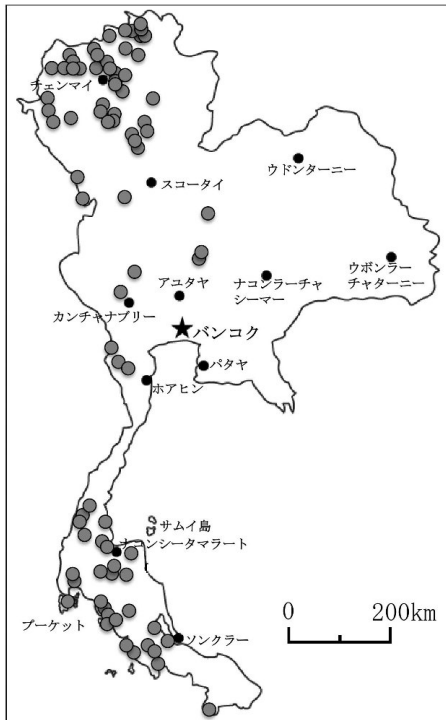 チェンマイ
ウドンターニー
スコータイ
ウボンラー
チャターニー
アユタヤ
ナコンラーチャ
シーマー
カンチャナブリー
バンコク
パタヤ
ホアヒン
サムイ島
ナコンシータマラート
0 200km
プーケット
ソンクラー